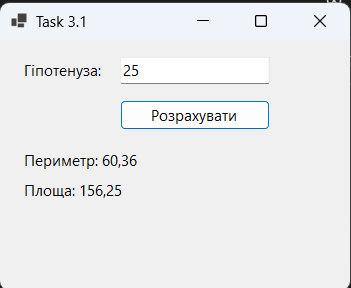 Task 3.1
Гіпотенуза: 25
Розрахувати
Периметр: 60,36
Площа: 156,25